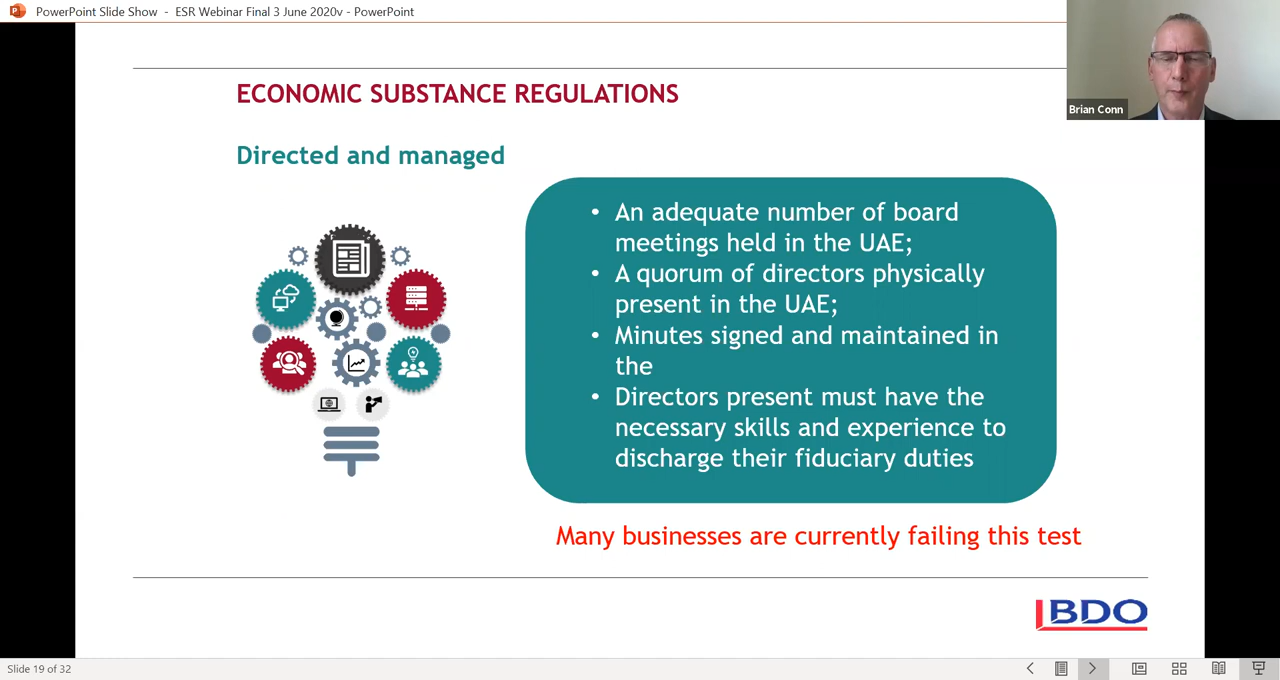 PowerPoint Slide Show - ESR Webinar Final 3 June 2020v - PowerPoint
Brian Conn
ECONOMIC SUBSTANCE REGULATIONS
Directed and managed
• An adequate number of board
meetings held in the UAE;
• A quorum of directors physically
present in the UAE;
• Minutes signed and maintained in
the
• Directors present must have the
necessary skills and experience to
discharge their fiduciary duties
Many businesses are currently failing this test
BDO
Slide 19 of 32